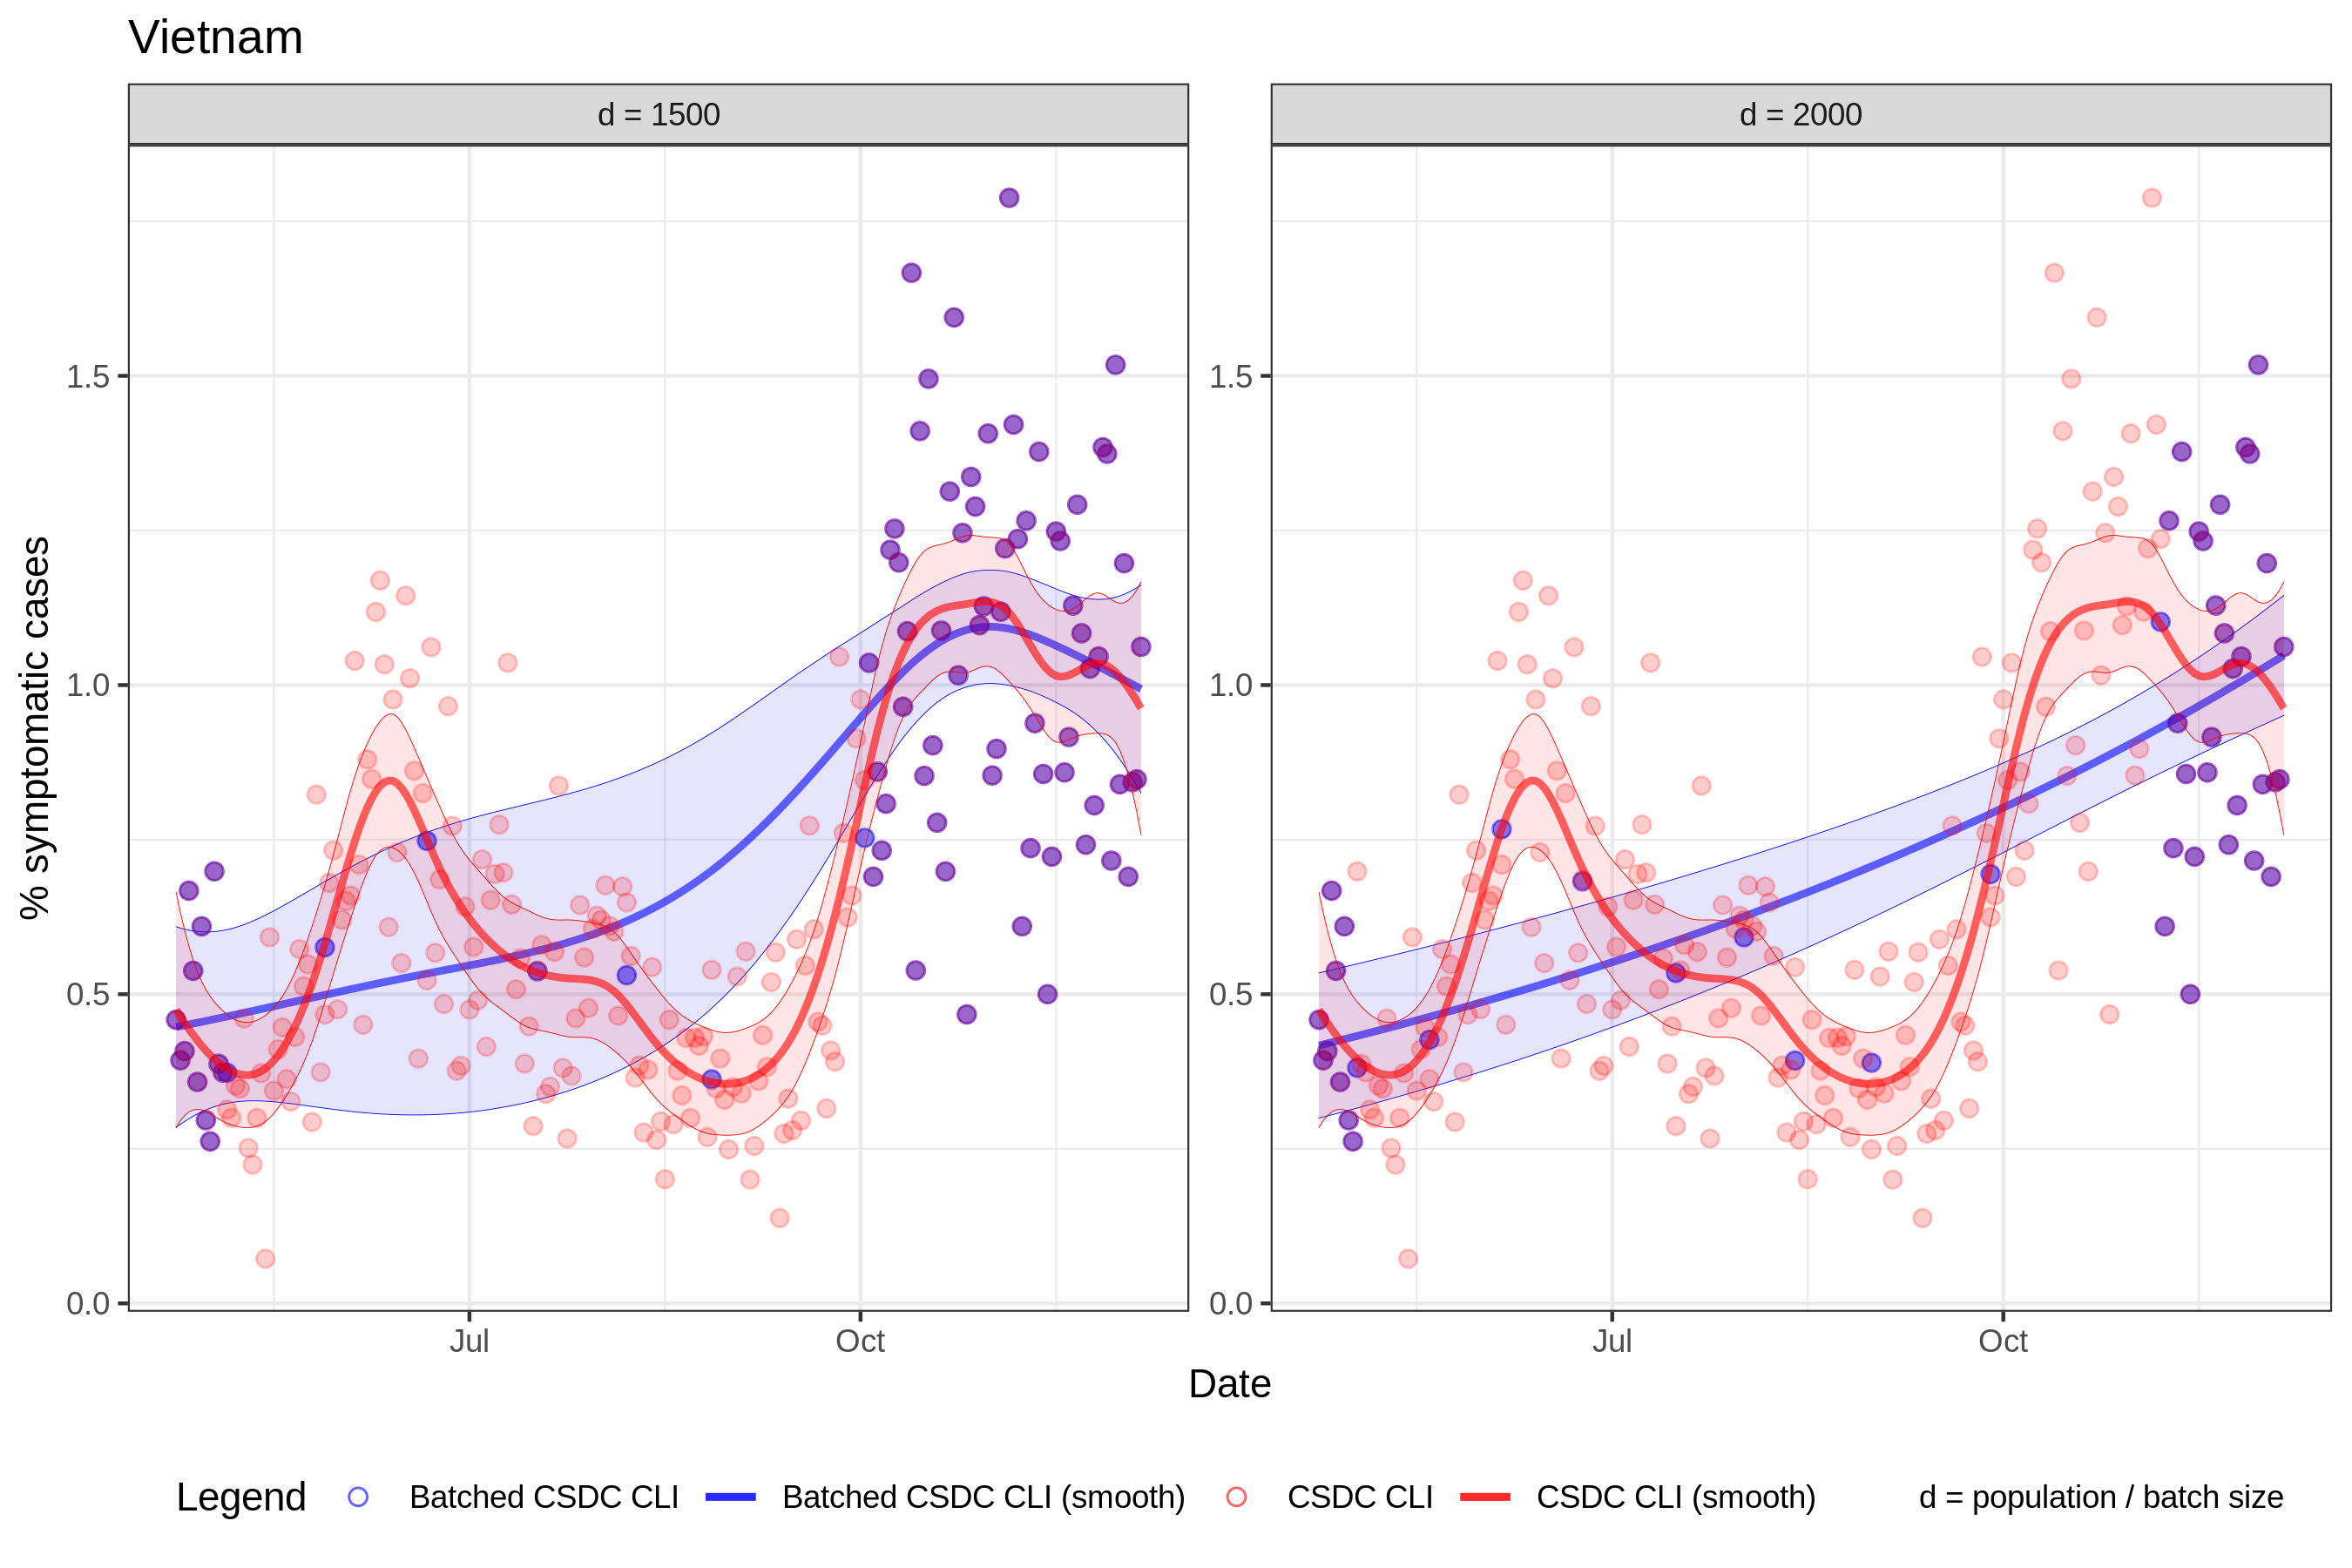 Vietnam
d = 1500
d = 2000
% symptomatic cases
1.5
1.0
0.5
0.0
1.5
1.0
0.5
0.0
Jul
Oct
Jul
Oct
Date
Legend
Batched CSDC CLI
Batched CSDC CLI (smooth)
CSDC CLI
CSDC CLI (smooth)
d = population / batch size